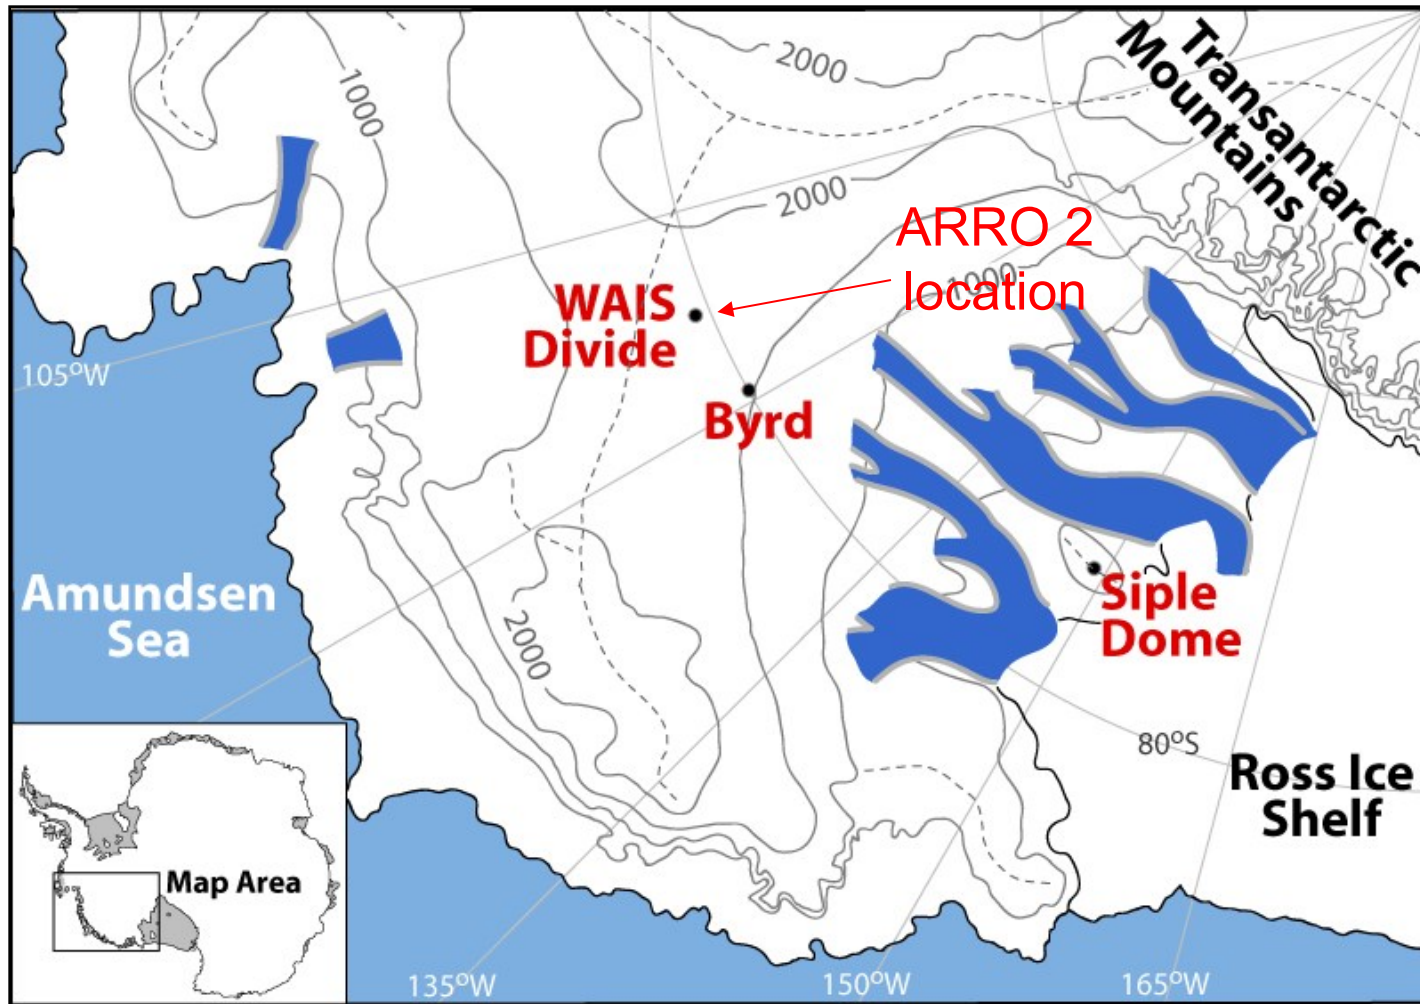 2000
1000
Transantarctic
Mountains
2000
ARRO 2
location
1000
WAIS
Divide
105°W
Byrd
Amundsen
Sea
2000
Siple
Dome
80°S
Ross Ice
Shelf
Map Area
135°W
150°W
165°W